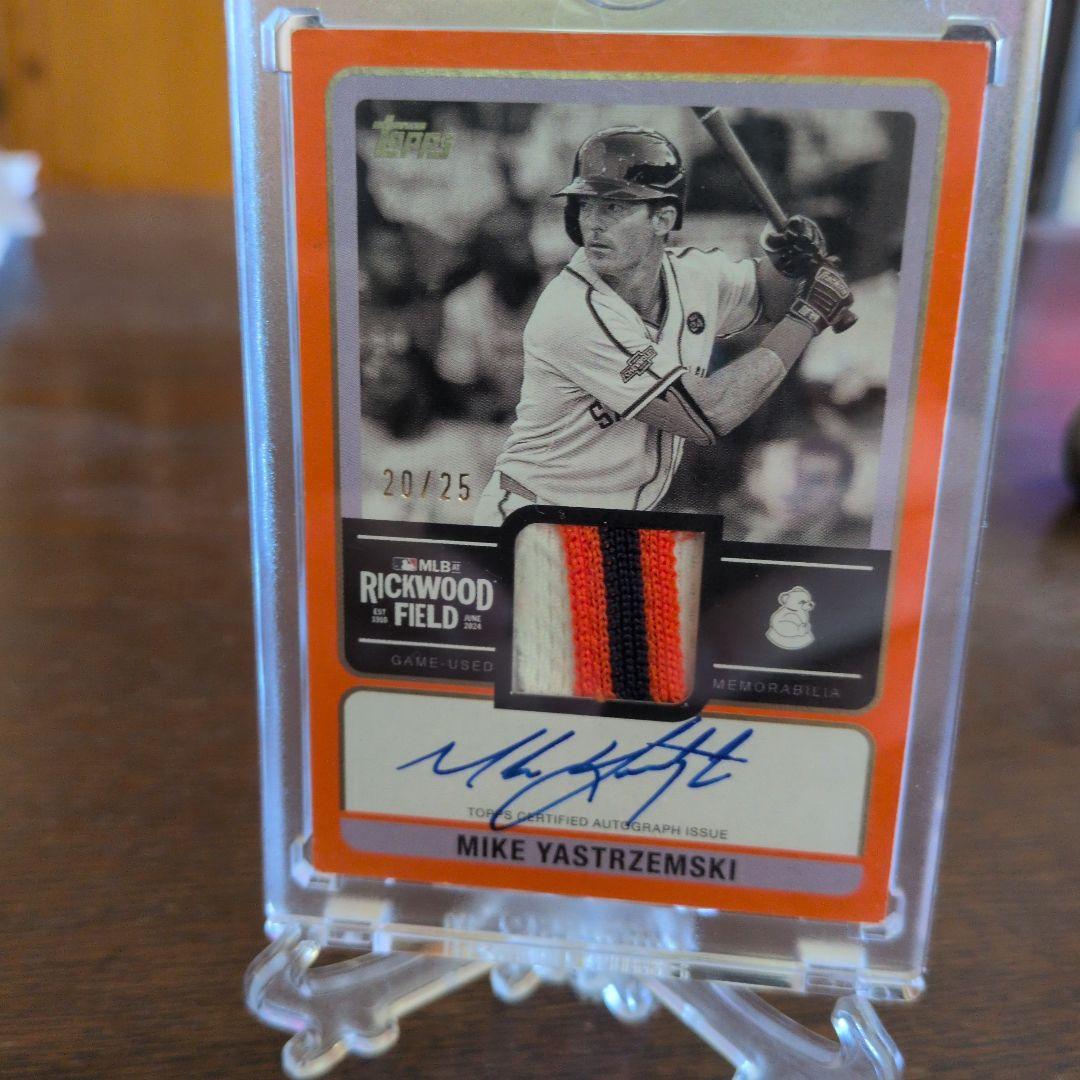 Topps
20/25
MLB AT
RICKWOOD
EST 1910 FIELD JUNE 2024
GAME-USED
MEMORABILIA
TOPPS CERTIFIED AUTOGRAPH ISSUE
MIKE YASTRZEMSKI